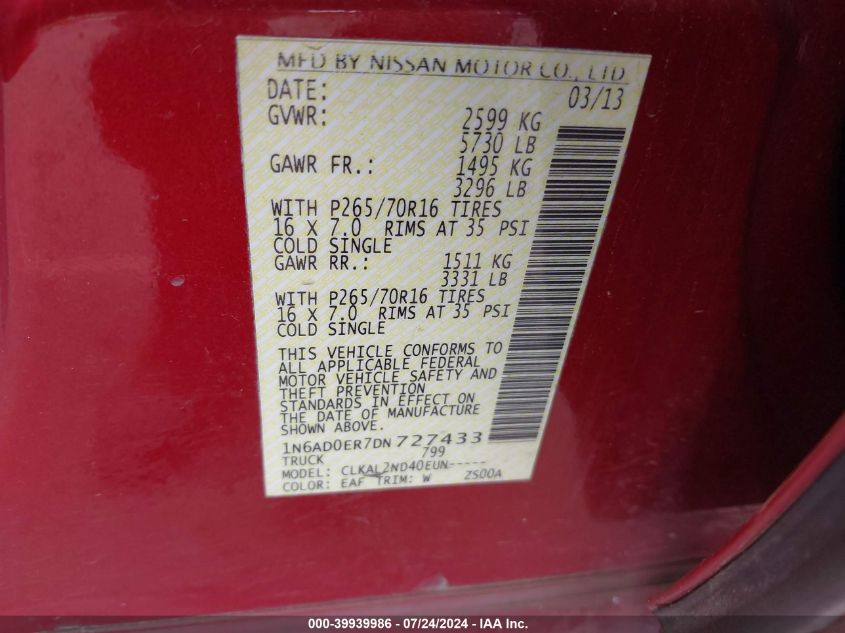 MFD BY NISSAN MOTOR CO., LTD
DATE: 03/13
GVWR: 2599 KG
5730 LB
GAWR FR.: 1495 KG
3296 LB
WITH P265/70R16 TIRES
16 X 7.0 RIMS AT 35 PSI
COLD SINGLE
GAWR RR.: 1511 KG
3331 LB
WITH P265/70R16 TIRES
16 X 7.0 RIMS AT 35 PSI
COLD SINGLE
THIS VEHICLE CONFORMS TO
ALL APPLICABLE FEDERAL
MOTOR VEHICLE SAFETY AND
THEFT PREVENTION
STANDARDS IN EFFECT ON
THE DATE OF MANUFACTURE
SHOWN ABOVE.
1N6AD0ER7DN 727433
TRUCK 799
MODEL: CLKAL2ND40EUN-----
COLOR: EAF TRIM: W ZS00A
000-39939986 - 07/24/2024 - IAA Inc.